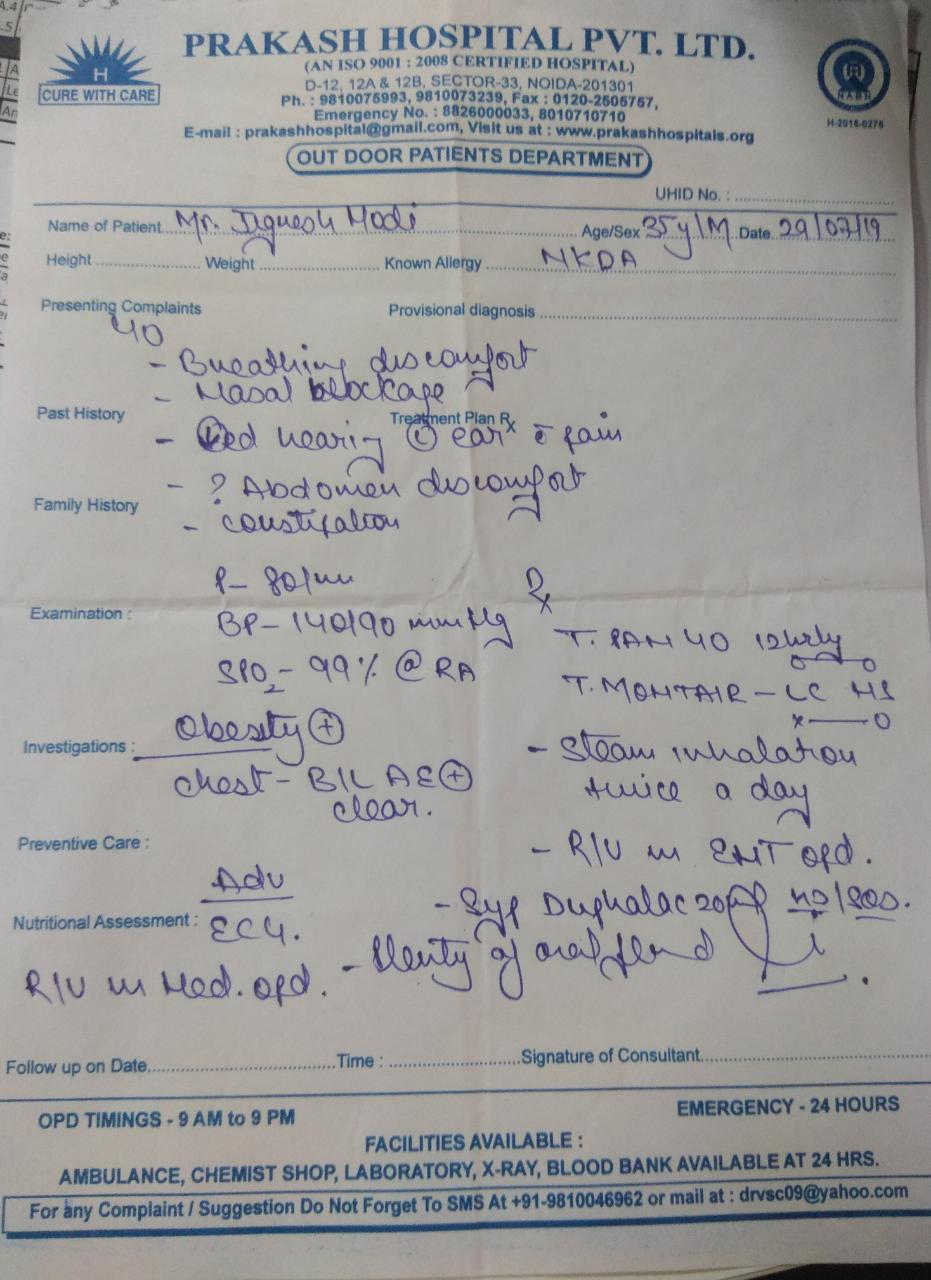 PRAKASH HOSPITAL PVT. LTD.
(AN ISO 9001 : 2008 CERTIFIED HOSPITAL)
H
CURE WITH CARE
D-12, 12A & 12B, SECTOR-33, NOIDA-201301
Ph. : 9810075993, 9810073239, Fax : 0120-2505757,
Emergency No. : 8826000033, 8010710710
E-mail : prakashhospital@gmail.com, Visit us at : www.prakashhospitals.org
NABH
H-2016-0276
OUT DOOR PATIENTS DEPARTMENT
UHID No. :
Name of Patient Mr. Jignesh Modi Age/Sex 35y/M Date 29/07/19
Height Weight Known Allergy NKDA
Presenting Complaints Provisional diagnosis
- Breathing discomfort
- Nasal blockage
Past History Treatment Plan Rx
- ↓ed hearing ear c̄ pain
- ? Abdomen discomfort
Family History
- constipation
P- 80/mi
Rx
Examination :
BP- 140/90 mmHg
T. PAN 40 12hrly
SPO2 - 99% @ RA
T. MONTAIR - LC HS
x—o
Obesity ⊕
Investigations :
- Steam inhalation
twice a day
Chest - B/L AE⊕
clear.
Preventive Care :
- R/V in ENT opd.
Adv
- Syp Duphalac 20ml HS/SOS.
Nutritional Assessment :
ECG.
- Plenty of oral fluid
R/V in Med. opd.
Follow up on Date Time : Signature of Consultant
OPD TIMINGS - 9 AM to 9 PM EMERGENCY - 24 HOURS
FACILITIES AVAILABLE :
AMBULANCE, CHEMIST SHOP, LABORATORY, X-RAY, BLOOD BANK AVAILABLE AT 24 HRS.
For any Complaint / Suggestion Do Not Forget To SMS At +91-9810046962 or mail at : drvsc09@yahoo.com